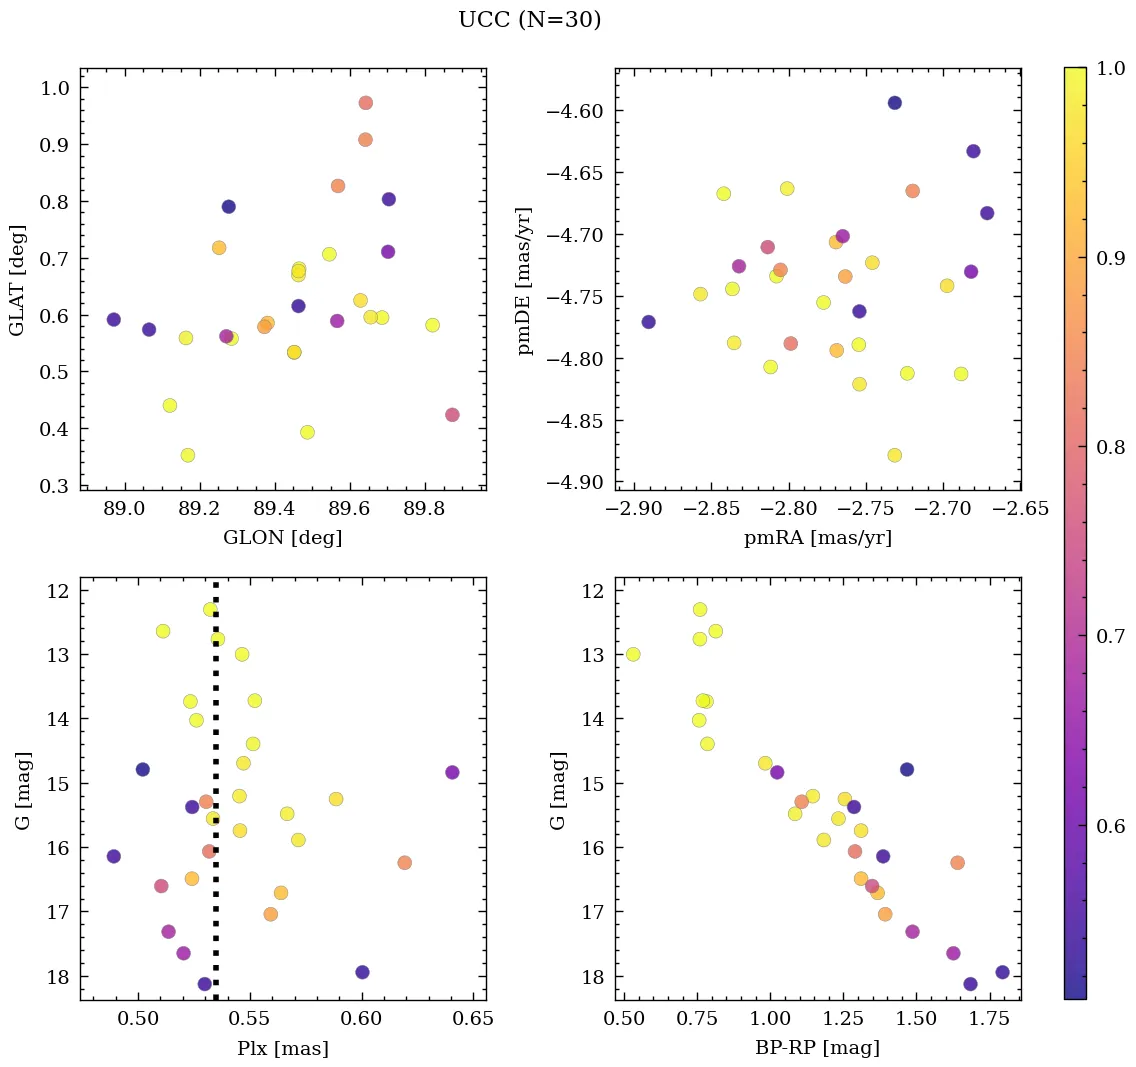 UCC (N=30)
1.0
0.9
0.8
0.7
0.6
0.5
0.4
0.3
GLAT [deg]
89.0 89.2 89.4 89.6 89.8
GLON [deg]
−4.60
−4.65
−4.70
−4.75
−4.80
−4.85
−4.90
pmDE [mas/yr]
−2.90 −2.85 −2.80 −2.75 −2.70 −2.65
pmRA [mas/yr]
12
13
14
15
16
17
18
G [mag]
0.50 0.55 0.60 0.65
Plx [mas]
12
13
14
15
16
17
18
G [mag]
0.50 0.75 1.00 1.25 1.50 1.75
BP-RP [mag]
1.0
0.9
0.8
0.7
0.6